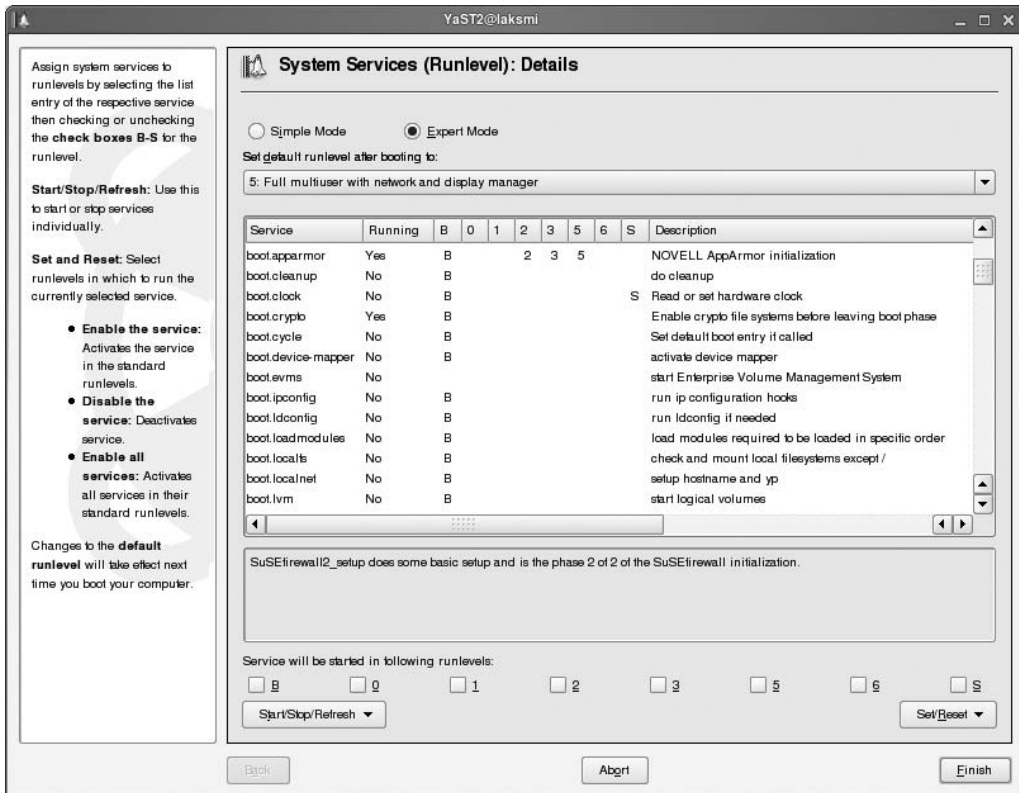 YaST2@laksmi
Assign system services to
runlevels by selecting the list
entry of the respective service
then checking or unchecking
the check boxes B-S for the
runlevel.
Start/Stop/Refresh: Use this
to start or stop services
individually.
Set and Reset: Select
runlevels in which to run the
currently selected service.
● Enable the service:
Activates the service
in the standard
runlevels.
● Disable the
service: Deactivates
service.
● Enable all
services: Activates
all services in their
standard runlevels.
Changes to the default
runlevel will take effect next
time you boot your computer.
System Services (Runlevel): Details
Simple Mode Expert Mode
Set default runlevel after booting to:
5: Full multiuser with network and display manager
Service Running B 0 1 2 3 5 6 S Description
boot.apparmor Yes B 2 3 5 NOVELL AppArmor initialization
boot.cleanup No B do cleanup
boot.clock No B S Read or set hardware clock
boot.crypto Yes B Enable crypto file systems before leaving boot phase
boot.cycle No B Set default boot entry if called
boot.device-mapper No B activate device mapper
boot.evms No start Enterprise Volume Management System
boot.ipconfig No B run ip configuration hooks
boot.ldconfig No B run ldconfig if needed
boot.loadmodules No B load modules required to be loaded in specific order
boot.localfs No B check and mount local filesystems except /
boot.localnet No B setup hostname and yp
boot.lvm No B start logical volumes
SuSEfirewall2_setup does some basic setup and is the phase 2 of 2 of the SuSEfirewall initialization.
Service will be started in following runlevels:
B 0 1 2 3 5 6 S
Start/Stop/Refresh Set/Reset
Back Abort Finish